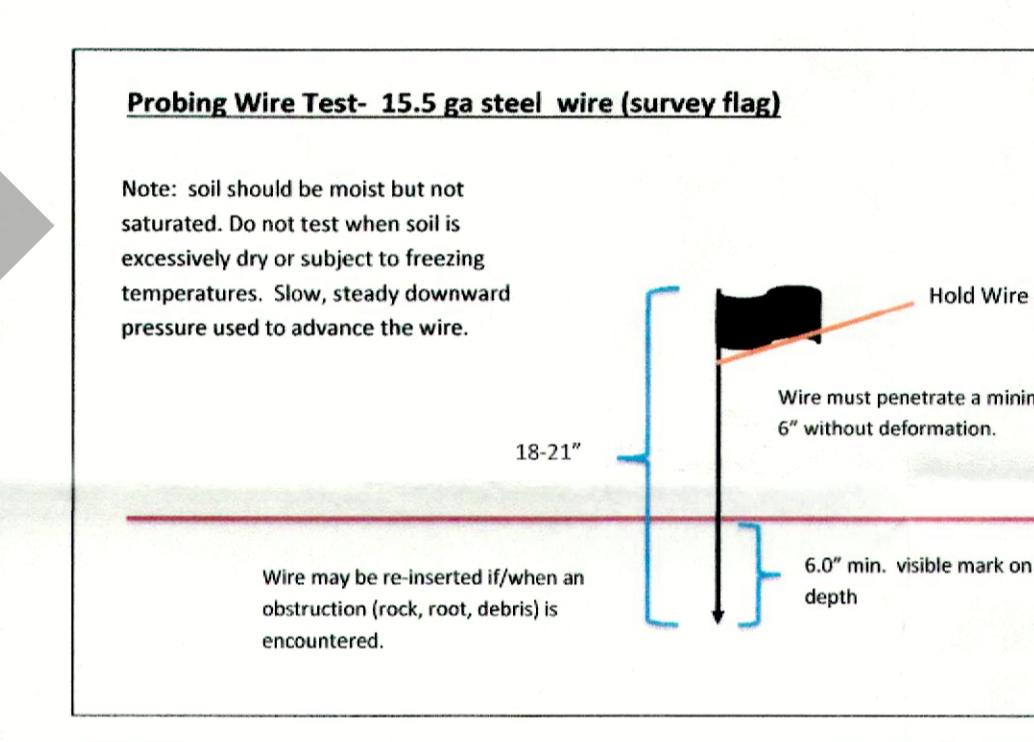 Probing Wire Test- 15.5 ga steel wire (survey flag)
Note: soil should be moist but not
saturated. Do not test when soil is
excessively dry or subject to freezing
temperatures. Slow, steady downward
pressure used to advance the wire.
Hold Wire
Wire must penetrate a
6" without deformation.
18-21"
6.0" min. visible mark on
depth
Wire may be re-inserted if/when an
obstruction (rock, root, debris) is
encountered.